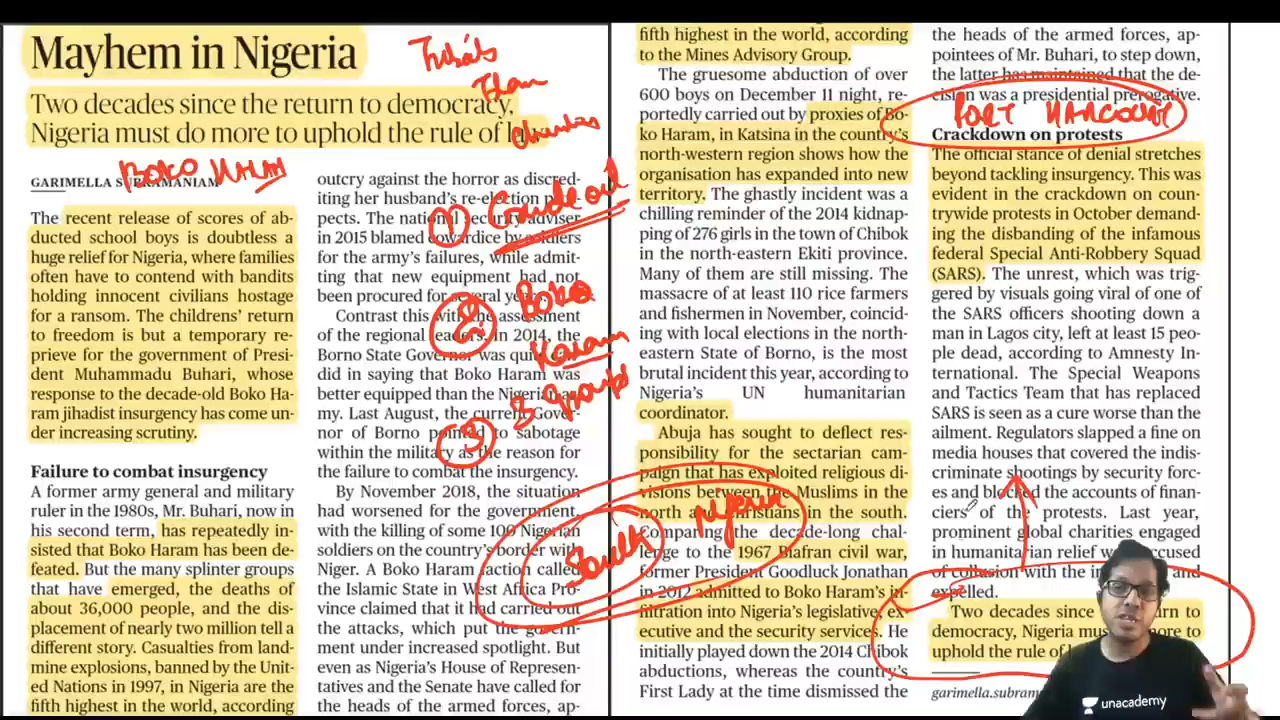 Mayhem in Nigeria
Two decades since the return to democracy,
Nigeria must do more to uphold the rule of
BOKO HARAM
GARIMELLA SUBRAMANIAM
The recent release of scores of ab-
ducted school boys is doubtless a
huge relief for Nigeria, where families
often have to contend with bandits
holding innocent civilians hostage
for a ransom. The childrens' return
to freedom is but a temporary re-
prieve for the government of Presi-
dent Muhammadu Buhari, whose
response to the decade-old Boko Ha-
ram jihadist insurgency has come un-
der increasing scrutiny.
Failure to combat insurgency
A former army general and military
ruler in the 1980s, Mr. Buhari, now in
his second term, has repeatedly in-
sisted that Boko Haram has been de-
feated. But the many splinter groups
that have emerged, the deaths of
about 36,000 people, and the dis-
placement of nearly two million tell a
different story. Casualties from land-
mine explosions, banned by the Unit-
ed Nations in 1997, in Nigeria are the
fifth highest in the world, according
outcry against the horror as discred-
iting her husband's re-election
pects. The national security adviser
in 2015 blamed cowardice by soldiers
for the army's failures, while admit-
ting that new equipment had not
been procured for several years.
Contrast this with the assessment
of the regional leaders. In 2014, the
Borno State Governor was quite
did in saying that Boko Haram was
better equipped than the Nigerian ar-
my. Last August, the current Gover-
nor of Borno pointed to sabotage
within the military as the reason for
the failure to combat the insurgency.
By November 2018, the situation
had worsened for the government,
with the killing of some 100 Nigerian
soldiers on the country's border with
Niger. A Boko Haram faction called
the Islamic State in West Africa Pro-
vince claimed that it had carried out
the attacks, which put the govern-
ment under increased spotlight. But
even as Nigeria's House of Represen-
tatives and the Senate have called for
the heads of the armed forces, ap-
① Crude oil
② Boko
Haram
③ 3 groups
South Nigeria
fifth highest in the world, according
to the Mines Advisory Group.
The gruesome abduction of over
600 boys on December 11 night, re-
portedly carried out by proxies of Bo-
ko Haram, in Katsina in the country's
north-western region shows how the
organisation has expanded into new
territory. The ghastly incident was a
chilling reminder of the 2014 kidnap-
ping of 276 girls in the town of Chibok
in the north-eastern Ekiti province.
Many of them are still missing. The
massacre of at least 110 rice farmers
and fishermen in November, coincid-
ing with local elections in the north-
eastern State of Borno, is the most
brutal incident this year, according to
Nigeria's UN humanitarian
coordinator.
Abuja has sought to deflect res-
ponsibility for the sectarian cam-
paign that has exploited religious di-
visions between the Muslims in the
north and Christians in the south.
Comparing the decade-long chal-
lenge to the 1967 Biafran civil war,
former President Goodluck Jonathan
in 2012 admitted to Boko Haram's in-
filtration into Nigeria's legislative, ex-
ecutive and the security services. He
initially played down the 2014 Chibok
abductions, whereas the country's
First Lady at the time dismissed the
the heads of the armed forces, ap-
pointees of Mr. Buhari, to step down,
the latter has maintained that the de-
cision was a presidential prerogative.
PORT HARCOURT
Crackdown on protests
The official stance of denial stretches
beyond tackling insurgency. This was
evident in the crackdown on coun-
trywide protests in October demand-
ing the disbanding of the infamous
federal Special Anti-Robbery Squad
(SARS). The unrest, which was trig-
gered by visuals going viral of one of
the SARS officers shooting down a
man in Lagos city, left at least 15 peo-
ple dead, according to Amnesty In-
ternational. The Special Weapons
and Tactics Team that has replaced
SARS is seen as a cure worse than the
ailment. Regulators slapped a fine on
media houses that covered the indis-
criminate shootings by security forc-
es and blocked the accounts of finan-
ciers of the protests. Last year,
prominent global charities engaged
in humanitarian relief were accused
of collusion with the and
expelled.
Two decades since to
democracy, Nigeria must more to
uphold the rule of
garimella.subram
unacademy